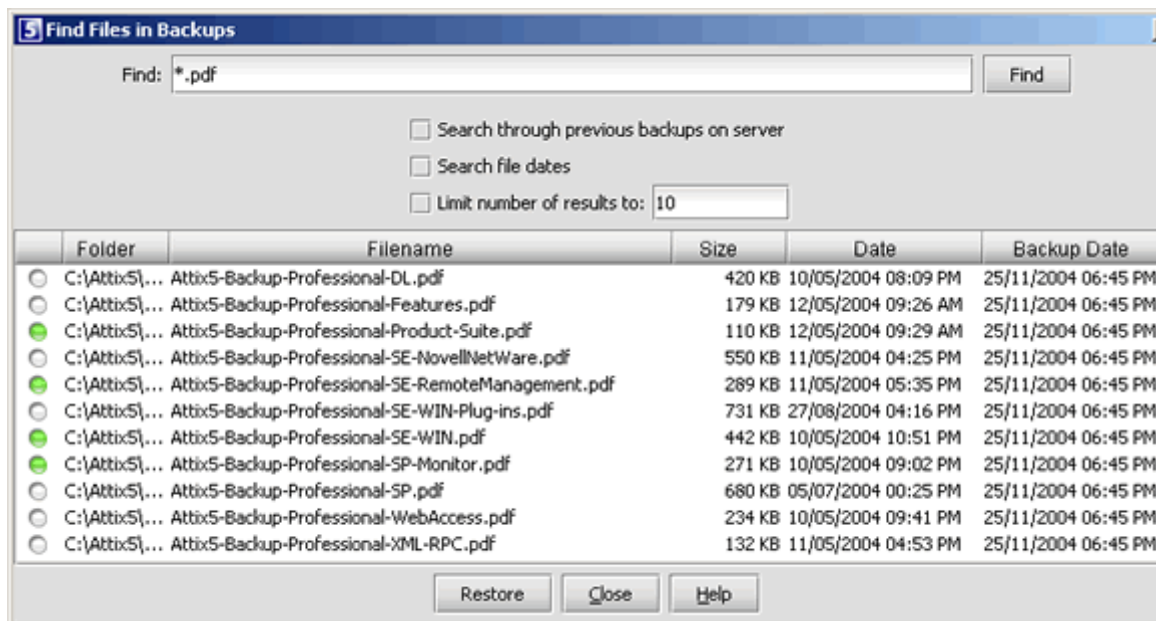 5 Find Files in Backups
Find: *.pdf Find
Search through previous backups on server
Search file dates
Limit number of results to: 10
Folder Filename Size Date Backup Date
C:\Attix5\... Attix5-Backup-Professional-DL.pdf 420 KB 10/05/2004 08:09 PM 25/11/2004 06:45 PM
C:\Attix5\... Attix5-Backup-Professional-Features.pdf 179 KB 12/05/2004 09:26 AM 25/11/2004 06:45 PM
C:\Attix5\... Attix5-Backup-Professional-Product-Suite.pdf 110 KB 12/05/2004 09:29 AM 25/11/2004 06:45 PM
C:\Attix5\... Attix5-Backup-Professional-SE-NovellNetWare.pdf 550 KB 11/05/2004 04:25 PM 25/11/2004 06:45 PM
C:\Attix5\... Attix5-Backup-Professional-SE-RemoteManagement.pdf 289 KB 11/05/2004 05:35 PM 25/11/2004 06:45 PM
C:\Attix5\... Attix5-Backup-Professional-SE-WIN-Plug-ins.pdf 731 KB 27/08/2004 04:16 PM 25/11/2004 06:45 PM
C:\Attix5\... Attix5-Backup-Professional-SE-WIN.pdf 442 KB 10/05/2004 10:51 PM 25/11/2004 06:45 PM
C:\Attix5\... Attix5-Backup-Professional-SP-Monitor.pdf 271 KB 10/05/2004 09:02 PM 25/11/2004 06:45 PM
C:\Attix5\... Attix5-Backup-Professional-SP.pdf 680 KB 05/07/2004 00:25 PM 25/11/2004 06:45 PM
C:\Attix5\... Attix5-Backup-Professional-WebAccess.pdf 234 KB 10/05/2004 09:41 PM 25/11/2004 06:45 PM
C:\Attix5\... Attix5-Backup-Professional-XML-RPC.pdf 132 KB 11/05/2004 04:53 PM 25/11/2004 06:45 PM
Restore Close Help